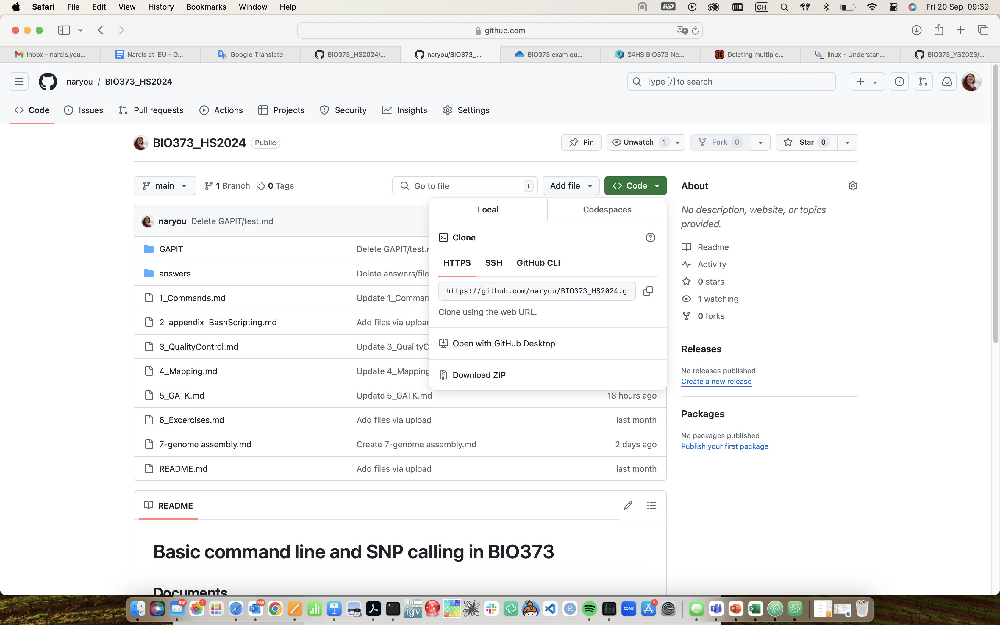 Safari File Edit View History Bookmarks Window Help WD CH Fri 20 Sep 09:39
github.com
Inbox - narcis.you... Narcis at IEU - G... Google Translate BIO373_HS2024/... naryou/BIO373_... BIO373 exam qu... 24HS BIO373 Ne... Deleting multiple... linux - Understan... BIO373_YS2023/...
naryou / BIO373_HS2024 Type / to search
Code Issues Pull requests Actions Projects Security Insights Settings
BIO373_HS2024 Public Pin Unwatch 1 Fork 0 Star 0
main 1 Branch 0 Tags Go to file t Add file Code
Local Codespaces
Clone
HTTPS SSH GitHub CLI
https://github.com/naryou/BIO373_HS2024.g
Clone using the web URL.
Open with GitHub Desktop
Download ZIP
naryou Delete GAPIT/test.md
GAPIT Delete GAPIT/test.
answers Delete answers/file
1_Commands.md Update 1_Comman
2_appendix_BashScripting.md Add files via upload
3_QualityControl.md Update 3_QualityC
4_Mapping.md Update 4_Mapping
5_GATK.md Update 5_GATK.md 18 hours ago
6_Excercises.md Add files via upload last month
7-genome assembly.md Create 7-genome assembly.md 2 days ago
README.md Add files via upload last month
README
Basic command line and SNP calling in BIO373
Documents
About
No description, website, or topics
provided.
Readme
Activity
0 stars
1 watching
0 forks
Releases
No releases published
Create a new release
Packages
No packages published
Publish your first package
536 1 659 igv R zoom 6 T P X